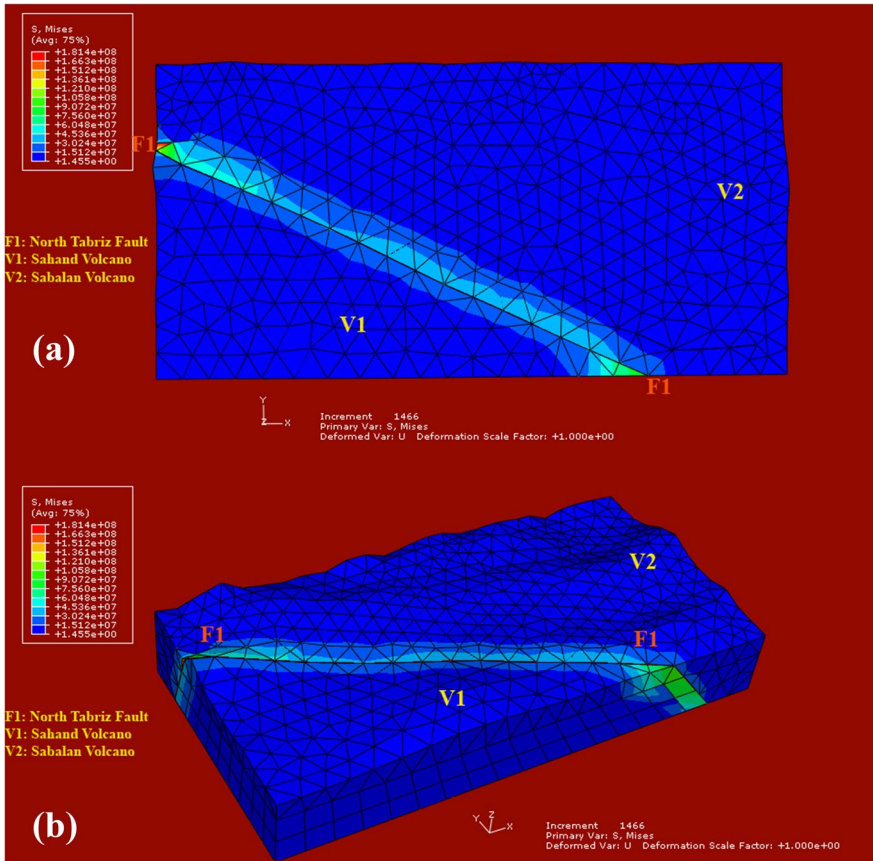 S, Mises
(Avg: 75%)
+1.814e+08
+1.663e+08
+1.512e+08
+1.361e+08
+1.210e+08
+1.058e+08
+9.072e+07
+7.560e+07
+6.048e+07
+4.536e+07
+3.024e+07
+1.512e+07
+1.455e+00
F1
V2
F1: North Tabriz Fault
V1: Sahand Volcano
V2: Sabalan Volcano
V1
(a)
F1
Y
Z X
Increment 1466
Primary Var: S, Mises
Deformed Var: U Deformation Scale Factor: +1.000e+00
S, Mises
(Avg: 75%)
+1.814e+08
+1.663e+08
+1.512e+08
+1.361e+08
+1.210e+08
+1.058e+08
+9.072e+07
+7.560e+07
+6.048e+07
+4.536e+07
+3.024e+07
+1.512e+07
+1.455e+00
V2
F1
F1
V1
F1: North Tabriz Fault
V1: Sahand Volcano
V2: Sabalan Volcano
(b)
Y Z X
Increment 1466
Primary Var: S, Mises
Deformed Var: U Deformation Scale Factor: +1.000e+00